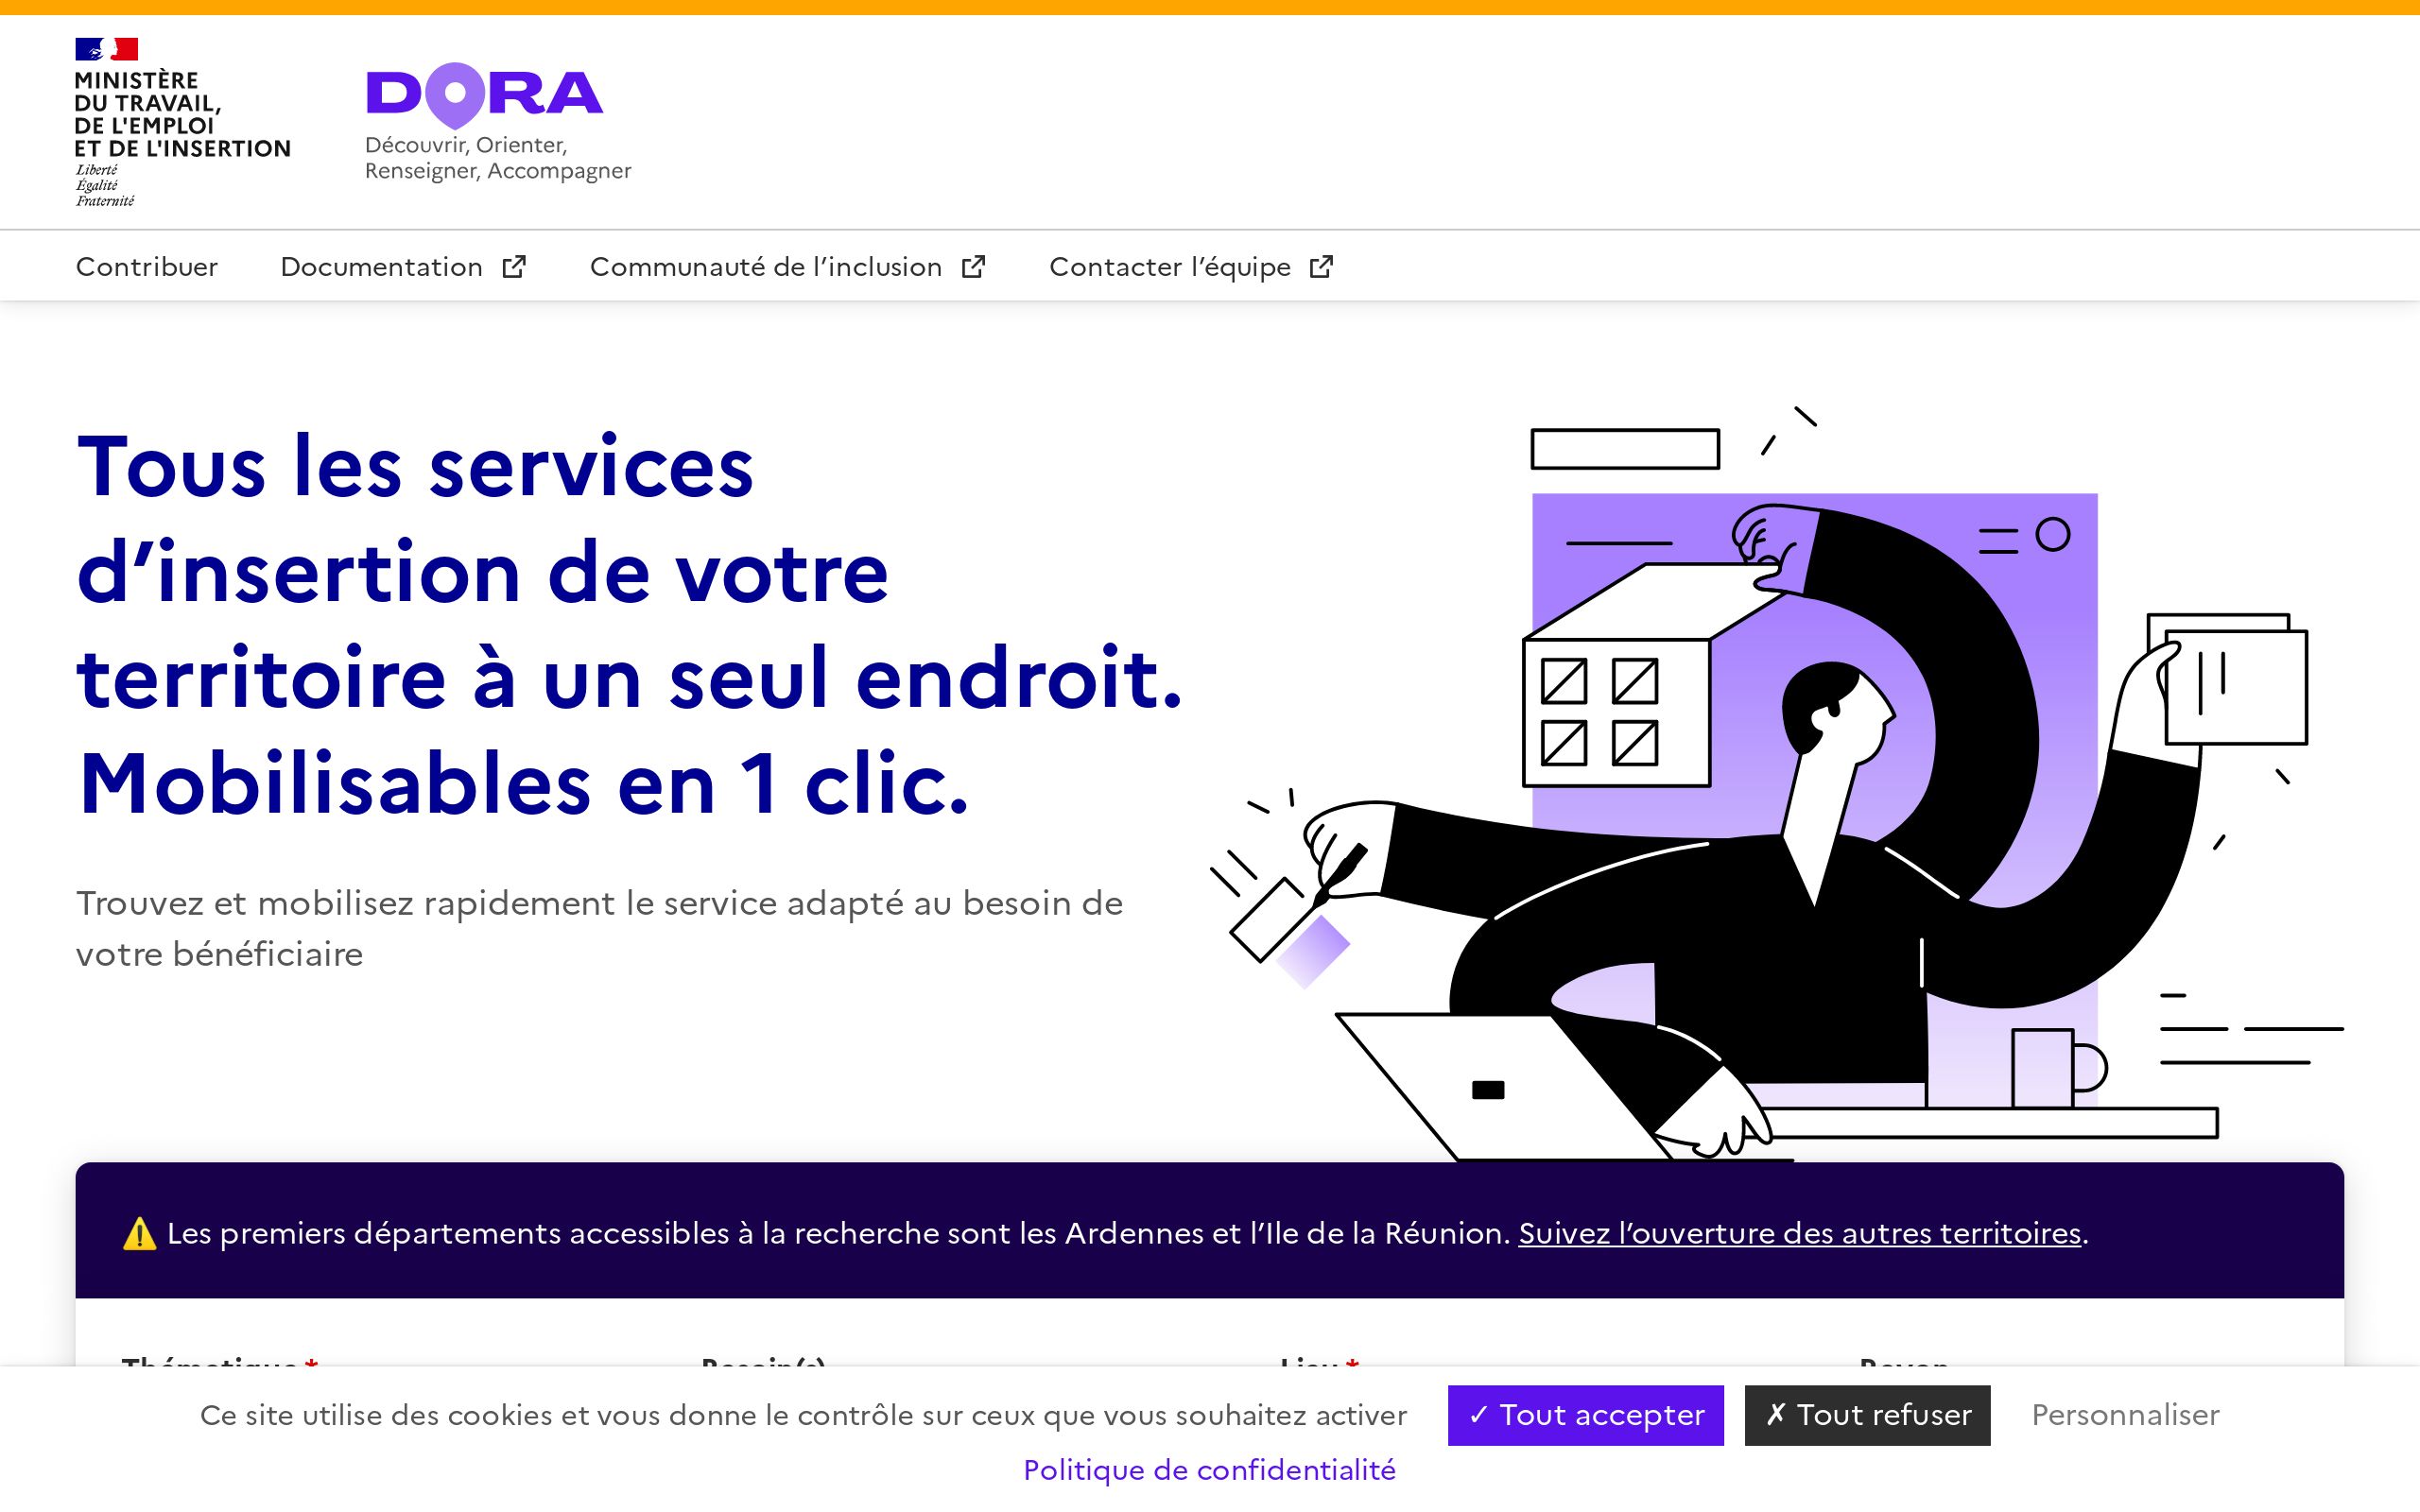 MINISTÈRE
DU TRAVAIL,
DE L'EMPLOI
ET DE L'INSERTION
Liberté
Égalité
Fraternité
DORA
Découvrir, Orienter,
Renseigner, Accompagner
Contribuer Documentation Communauté de l’inclusion Contacter l’équipe
Tous les services
d’insertion de votre
territoire à un seul endroit.
Mobilisables en 1 clic.
Trouvez et mobilisez rapidement le service adapté au besoin de
votre bénéficiaire
⚠️ Les premiers départements accessibles à la recherche sont les Ardennes et l’Ile de la Réunion. Suivez l’ouverture des autres territoires.
Thématique * Besoin(s) Lieu * Rayon
Ce site utilise des cookies et vous donne le contrôle sur ceux que vous souhaitez activer ✓ Tout accepter ✗ Tout refuser Personnaliser
Politique de confidentialité